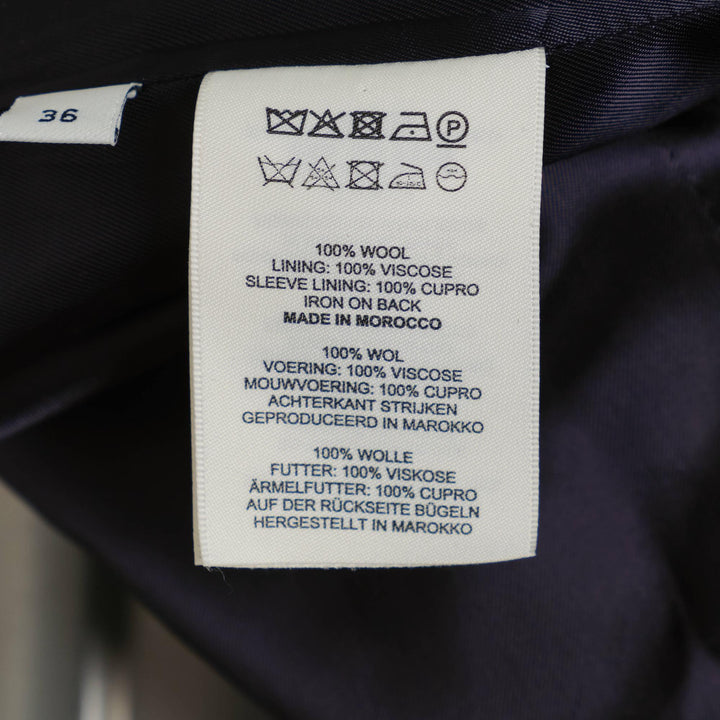 36
P
100% WOOL
LINING: 100% VISCOSE
SLEEVE LINING: 100% CUPRO
IRON ON BACK
MADE IN MOROCCO
100% WOL
VOERING: 100% VISCOSE
MOUWVOERING: 100% CUPRO
ACHTERKANT STRIJKEN
GEPRODUCEERD IN MAROKKO
100% WOLLE
FUTTER: 100% VISKOSE
ÄRMELFUTTER: 100% CUPRO
AUF DER RÜCKSEITE BÜGELN
HERGESTELLT IN MAROKKO